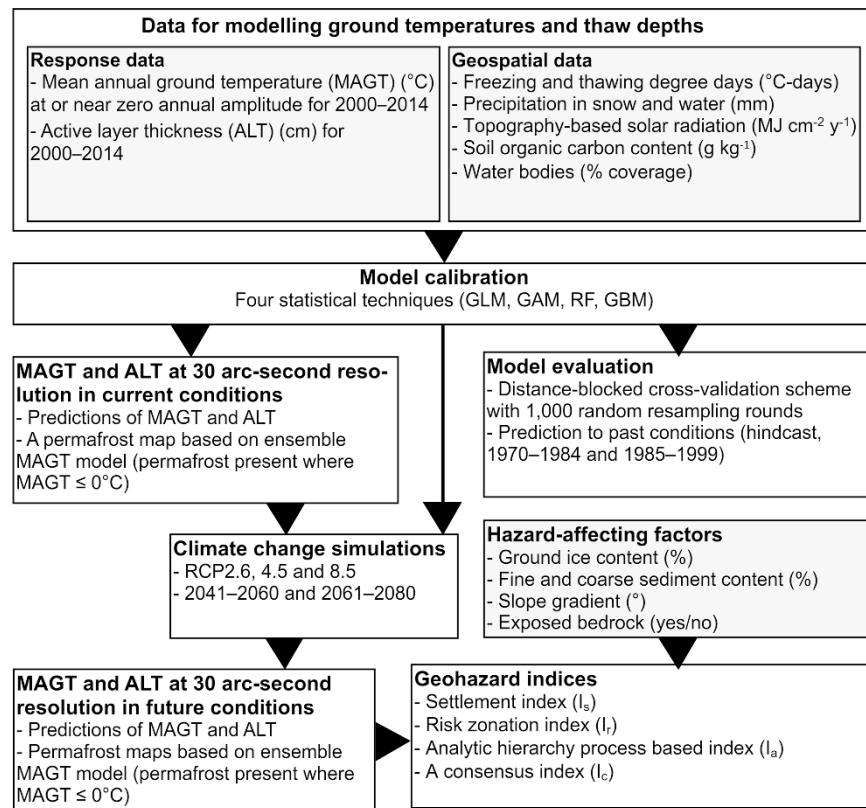 Data for modelling ground temperatures and thaw depths
Response data
- Mean annual ground temperature (MAGT) (°C)
at or near zero annual amplitude for 2000–2014
- Active layer thickness (ALT) (cm) for
2000–2014
Geospatial data
- Freezing and thawing degree days (°C-days)
- Precipitation in snow and water (mm)
- Topography-based solar radiation (MJ cm⁻² y⁻¹)
- Soil organic carbon content (g kg⁻¹)
- Water bodies (% coverage)
Model calibration
Four statistical techniques (GLM, GAM, RF, GBM)
MAGT and ALT at 30 arc-second reso-
lution in current conditions
- Predictions of MAGT and ALT
- A permafrost map based on ensemble
MAGT model (permafrost present where
MAGT ≤ 0°C)
Model evaluation
- Distance-blocked cross-validation scheme
with 1,000 random resampling rounds
- Prediction to past conditions (hindcast,
1970–1984 and 1985–1999)
Climate change simulations
- RCP2.6, 4.5 and 8.5
- 2041–2060 and 2061–2080
Hazard-affecting factors
- Ground ice content (%)
- Fine and coarse sediment content (%)
- Slope gradient (°)
- Exposed bedrock (yes/no)
MAGT and ALT at 30 arc-second
resolution in future conditions
- Predictions of MAGT and ALT
- Permafrost maps based on ensemble
MAGT model (permafrost present where
MAGT ≤ 0°C)
Geohazard indices
- Settlement index (Iₛ)
- Risk zonation index (Iᵣ)
- Analytic hierarchy process based index (Iₐ)
- A consensus index (I꜀)